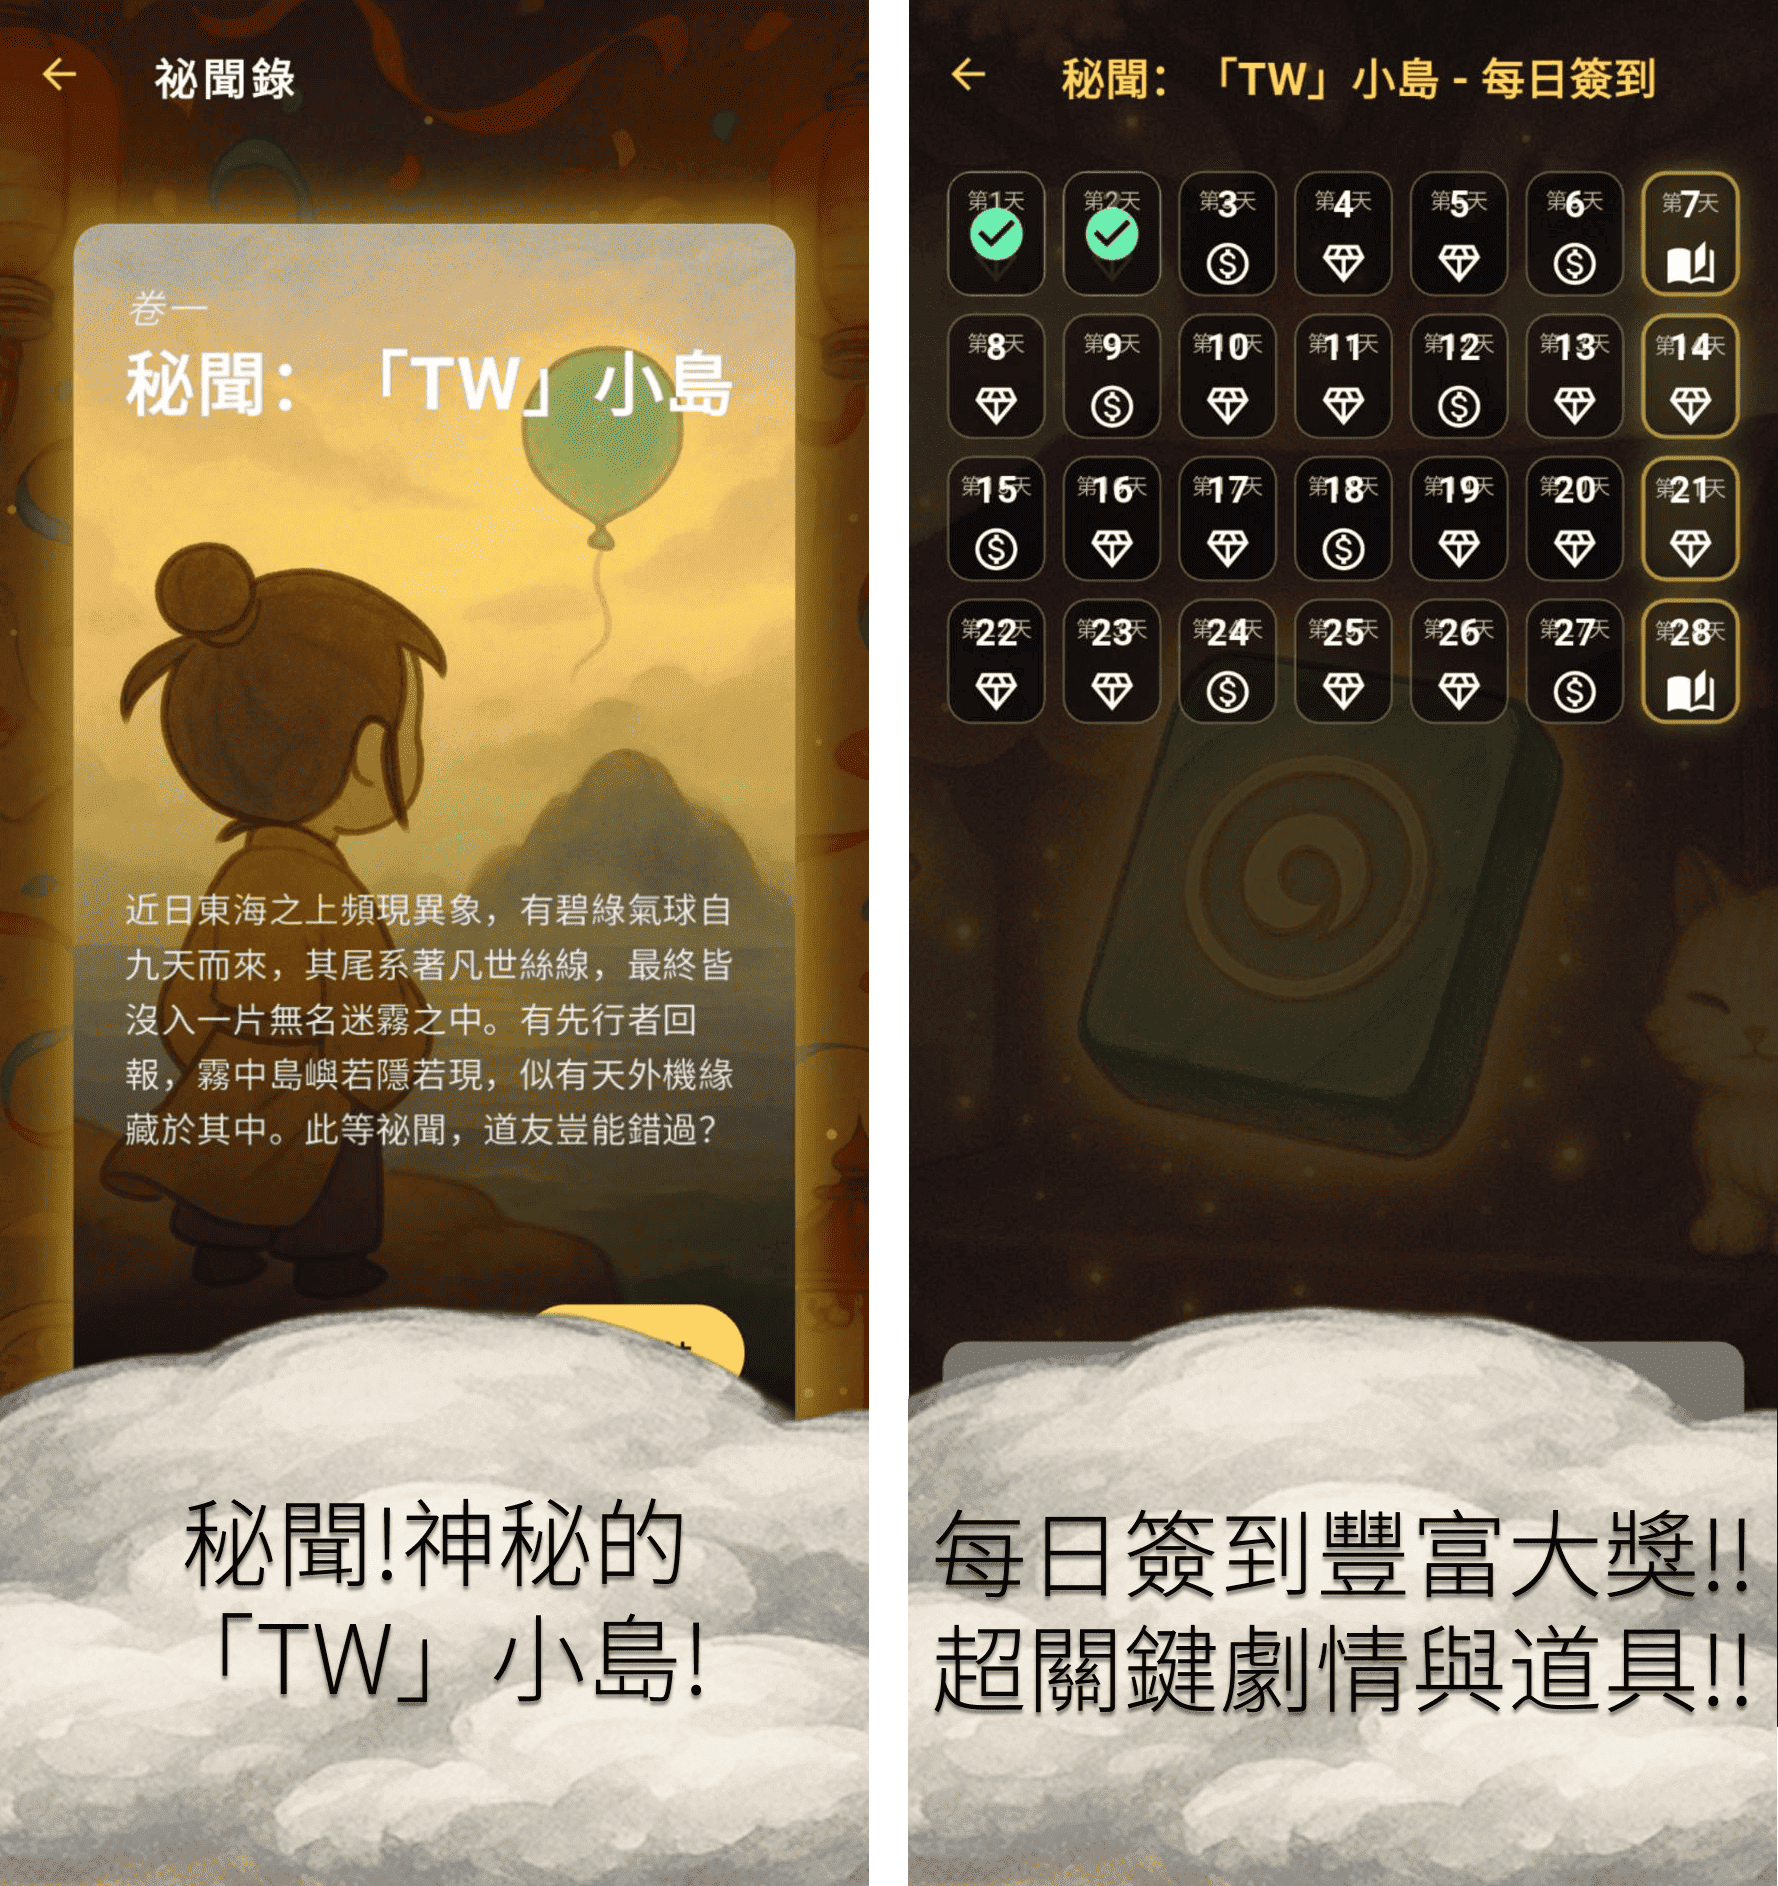 祕聞錄
卷一
秘聞：「TW」小島
近日東海之上頻現異象，有碧綠氣球自
九天而來，其尾系著凡世絲線，最終皆
沒入一片無名迷霧之中。有先行者回
報，霧中島嶼若隱若現，似有天外機緣
藏於其中。此等祕聞，道友豈能錯過？
秘聞!神秘的
「TW」小島!
秘聞：「TW」小島 - 每日簽到
第1天 第2天 第3天 第4天 第5天 第6天 第7天
第8天 第9天 第10天 第11天 第12天 第13天 第14天
第15天 第16天 第17天 第18天 第19天 第20天 第21天
第22天 第23天 第24天 第25天 第26天 第27天 第28天
每日簽到豐富大獎!!
超關鍵劇情與道具!!